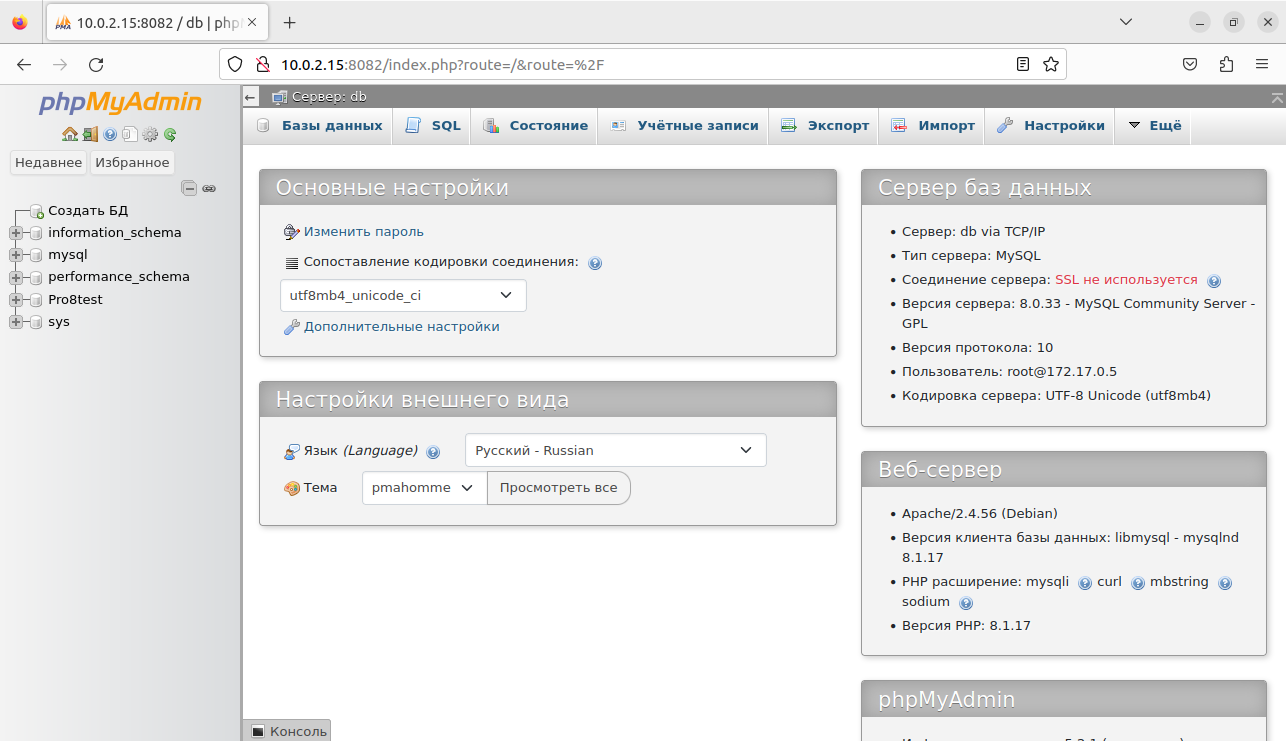 10.0.2.15:8082 / db | php
10.0.2.15:8082/index.php?route=/&route=%2F
phpMyAdmin
Недавнее Избранное
Создать БД
information_schema
mysql
performance_schema
Pro8test
sys
Сервер: db
Базы данных SQL Состояние Учётные записи Экспорт Импорт Настройки Ещё
Основные настройки
Изменить пароль
Сопоставление кодировки соединения:
utf8mb4_unicode_ci
Дополнительные настройки
Настройки внешнего вида
Язык (Language) Русский - Russian
Тема pmahomme Просмотреть все
Сервер баз данных
• Сервер: db via TCP/IP
• Тип сервера: MySQL
• Соединение сервера: SSL не используется
• Версия сервера: 8.0.33 - MySQL Community Server -
GPL
• Версия протокола: 10
• Пользователь: root@172.17.0.5
• Кодировка сервера: UTF-8 Unicode (utf8mb4)
Веб-сервер
• Apache/2.4.56 (Debian)
• Версия клиента базы данных: libmysql - mysqlnd
8.1.17
• PHP расширение: mysqli curl mbstring
sodium
• Версия PHP: 8.1.17
phpMyAdmin
Консоль